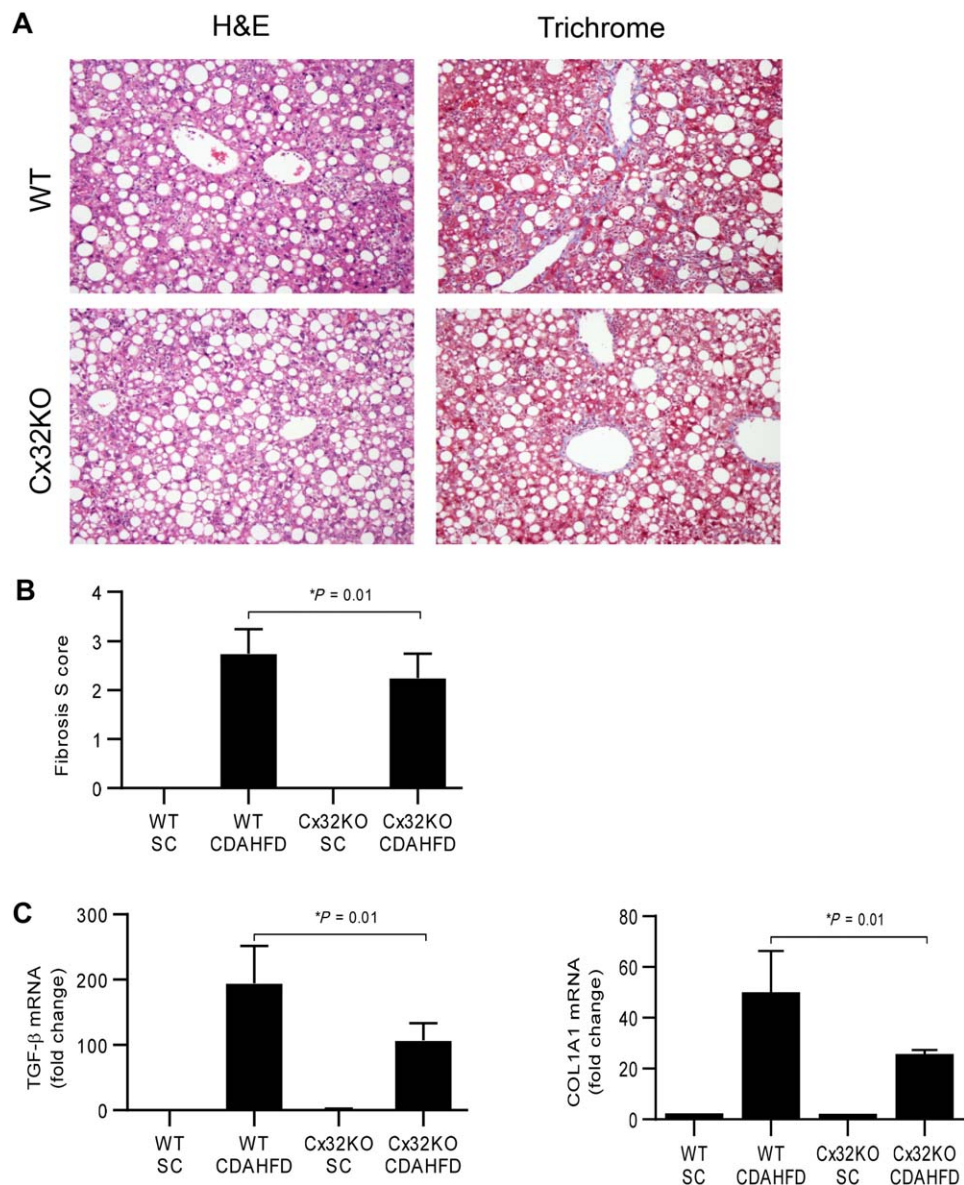 A
H&E
Trichrome
WT
Cx32KO
B
4
3
2
1
0
Fibrosis S core
*P = 0.01
WT
SC
WT
CDAHFD
Cx32KO
SC
Cx32KO
CDAHFD
C
300
200
100
0
TGF-β mRNA
(fold change)
*P = 0.01
WT
SC
WT
CDAHFD
Cx32KO
SC
Cx32KO
CDAHFD
80
60
40
20
0
COL1A1 mRNA
(fold change)
*P = 0.01
WT
SC
WT
CDAHFD
Cx32KO
SC
Cx32KO
CDAHFD